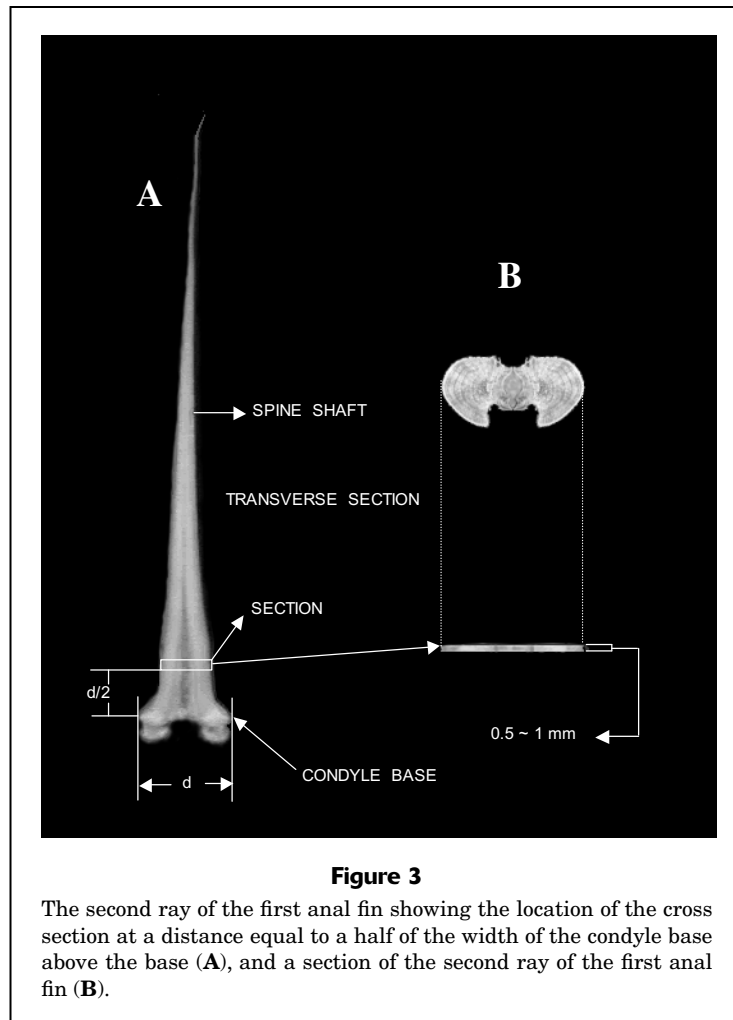 A
B
SPINE SHAFT
TRANSVERSE SECTION
SECTION
d/2
0.5 ~ 1 mm
CONDYLE BASE
d
Figure 3
The second ray of the first anal fin showing the location of the cross
section at a distance equal to a half of the width of the condyle base
above the base (A), and a section of the second ray of the first anal
fin (B).